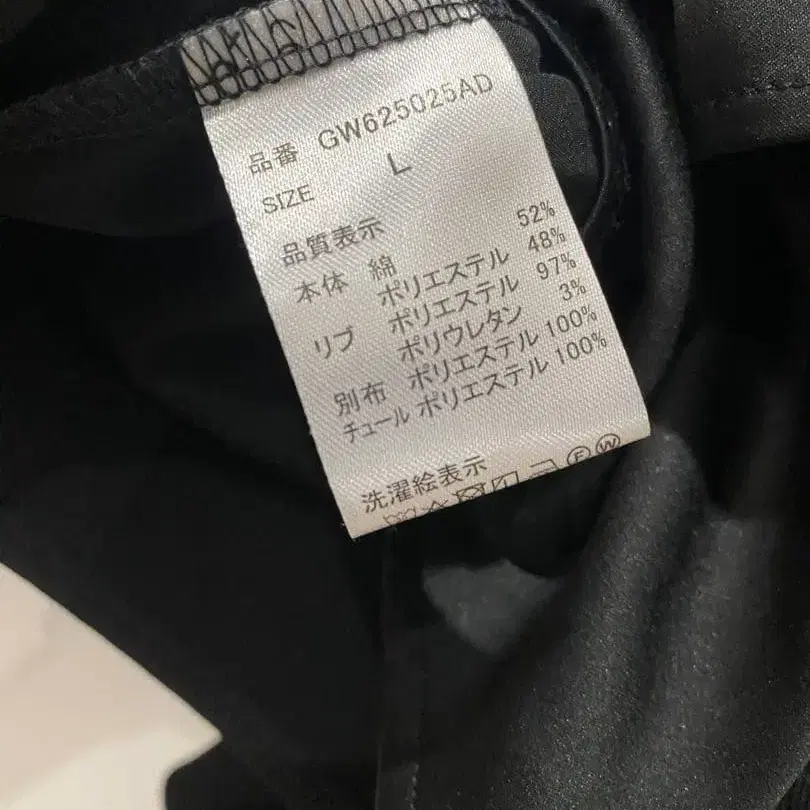 品番 GW625025AD
SIZE L
品質表示
本体 綿 52%
ポリエステル 48%
リブ ポリエステル 97%
ポリウレタン 3%
別布 ポリエステル 100%
チュール ポリエステル 100%
洗濯絵表示
F W